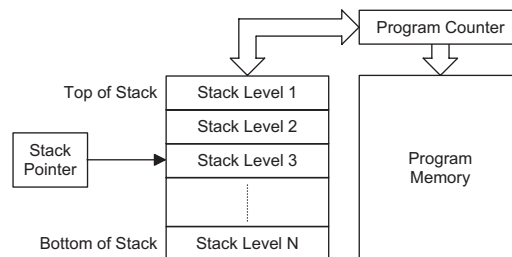 Program Counter
Top of Stack
Stack Level 1
Stack Level 2
Stack
Pointer
Stack Level 3
Program
Memory
Bottom of Stack
Stack Level N